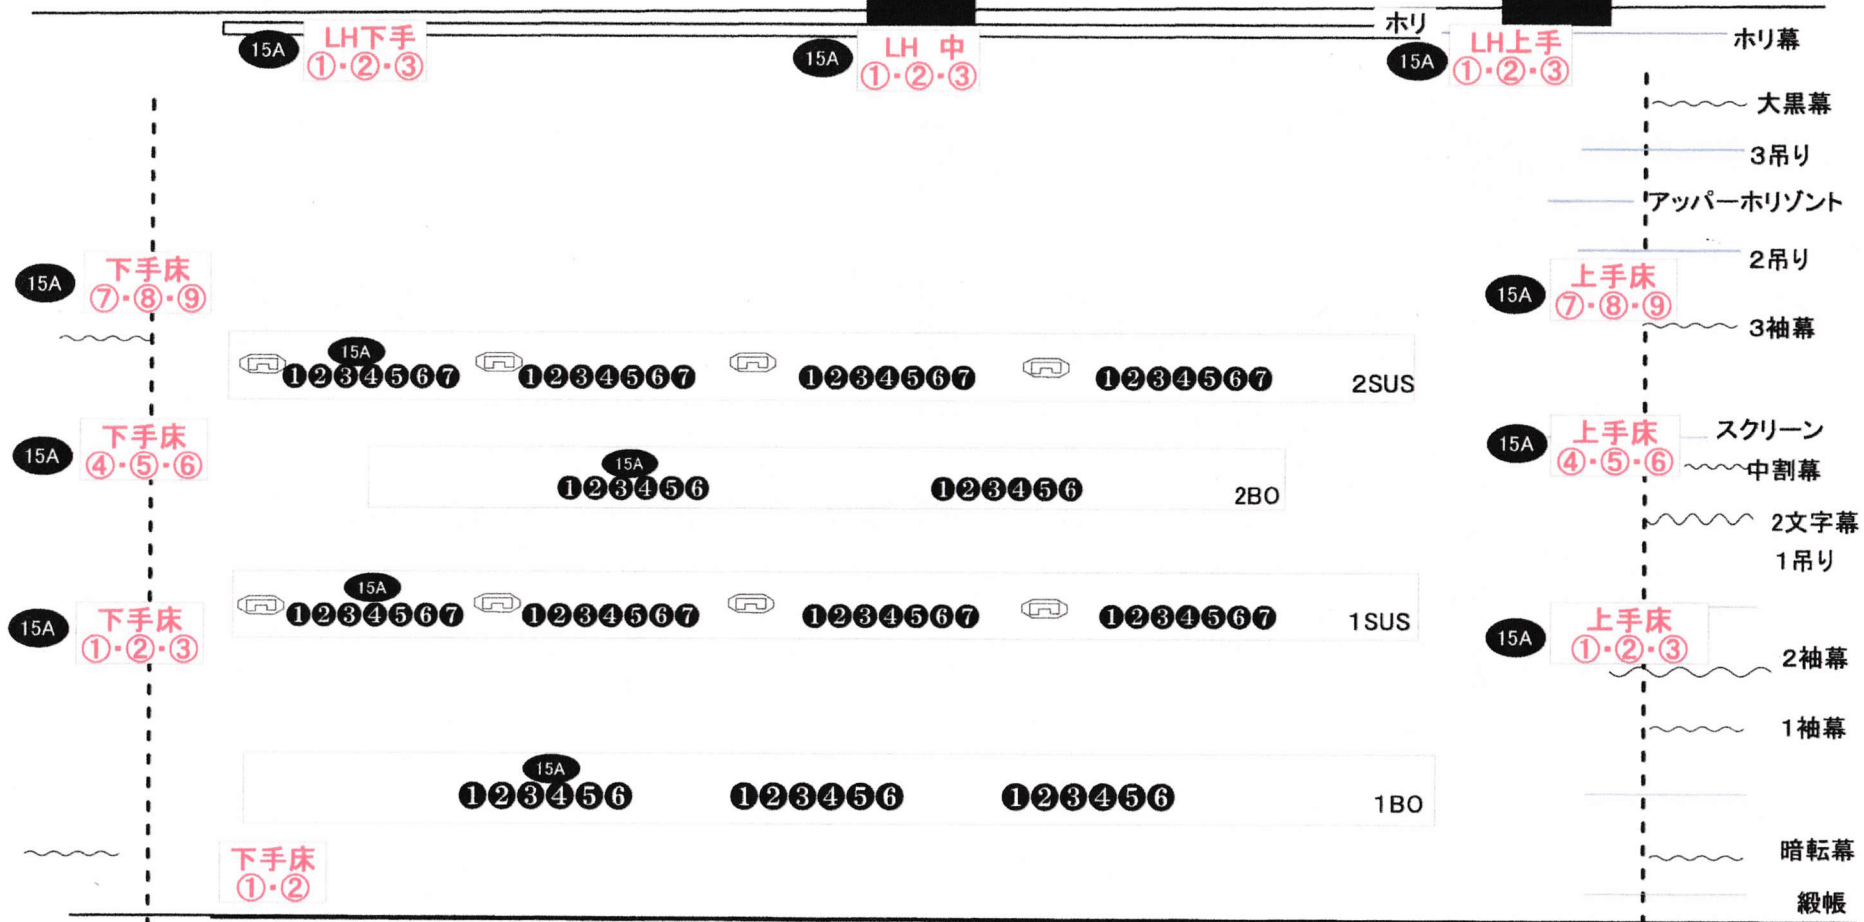 ホリ
15A
LH下手
①・②・③
15A
LH 中
①・②・③
15A
LH上手
①・②・③
ホリ幕
大黒幕
3吊り
アッパーホリゾント
15A
下手床
⑦・⑧・⑨
15A
上手床
⑦・⑧・⑨
2吊り
3袖幕
15A
❶❷❸❹❺❻❼ ❶❷❸❹❺❻❼ ❶❷❸❹❺❻❼ ❶❷❸❹❺❻❼ 2SUS
15A
下手床
④・⑤・⑥
15A
❶❷❸❹❺❻ ❶❷❸❹❺❻ 2BO
15A
上手床
④・⑤・⑥
スクリーン
中割幕
2文字幕
1吊り
15A
下手床
①・②・③
15A
❶❷❸❹❺❻❼ ❶❷❸❹❺❻❼ ❶❷❸❹❺❻❼ ❶❷❸❹❺❻❼ 1SUS
15A
上手床
①・②・③
2袖幕
1袖幕
15A
❶❷❸❹❺❻ ❶❷❸❹❺❻ ❶❷❸❹❺❻ 1BO
下手床
①・②
暗転幕
緞帳